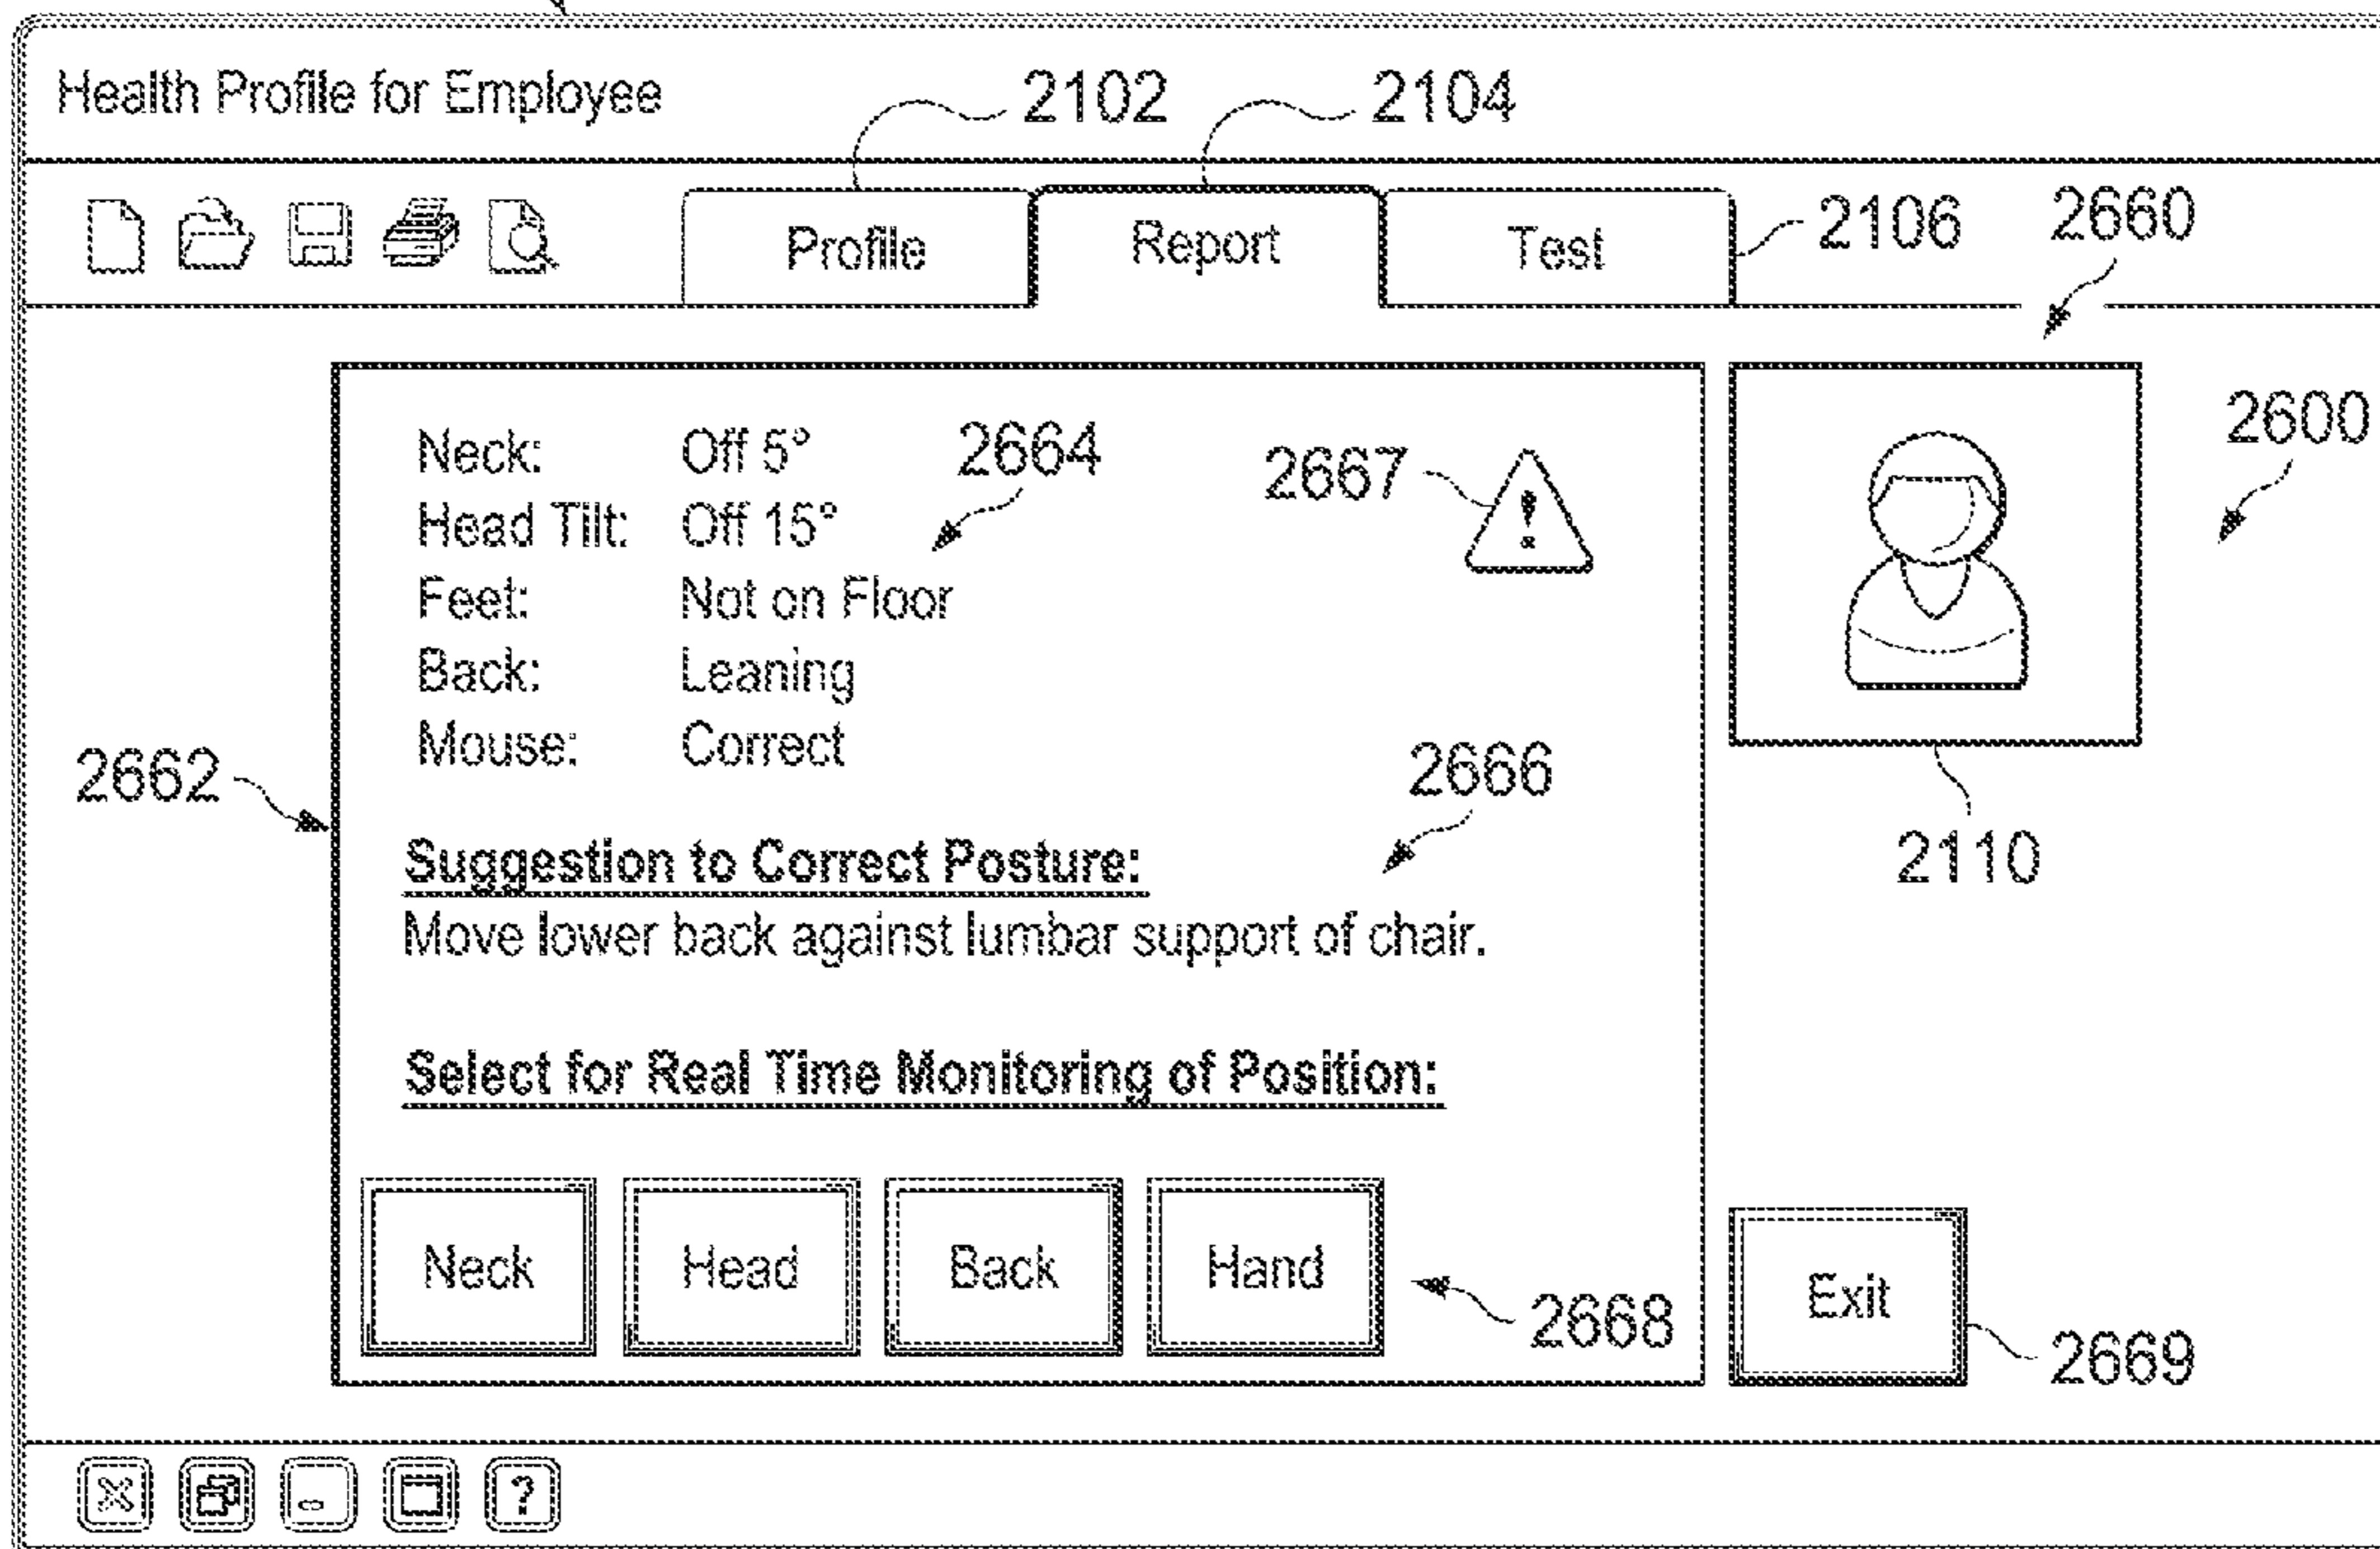 Health Profile for Employee
2102
2104
Profile
Report
Test
2106
2660
2600
Neck: Off 5°
2664
2667
!
Head Tilt: Off 15°
Feet: Not on Floor
Back: Leaning
Mouse: Correct
2662
2666
2110
Suggestion to Correct Posture:
Move lower back against lumbar support of chair.
Select for Real Time Monitoring of Position:
Neck
Head
Back
Hand
2668
Exit
2669
?